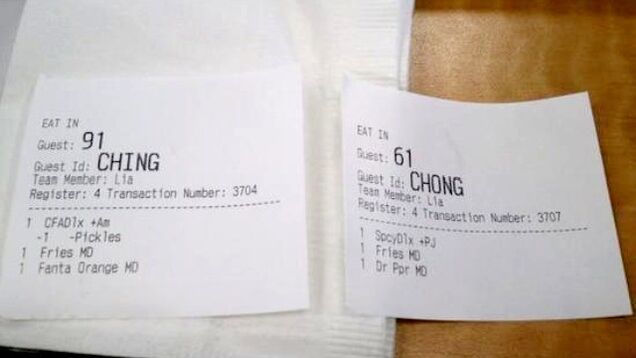 EAT IN
Guest: 91
Guest Id: CHING
Team Member: Lia
Register: 4 Transaction Number: 3704
1 CFADlx +Am
-1 -Pickles
1 Fries MD
1 Fanta Orange MD
EAT IN
Guest: 61
Guest Id: CHONG
Team Member: Lia
Register: 4 Transaction Number: 3707
1 SpcyDlx +PJ
1 Fries MD
1 Dr Ppr MD